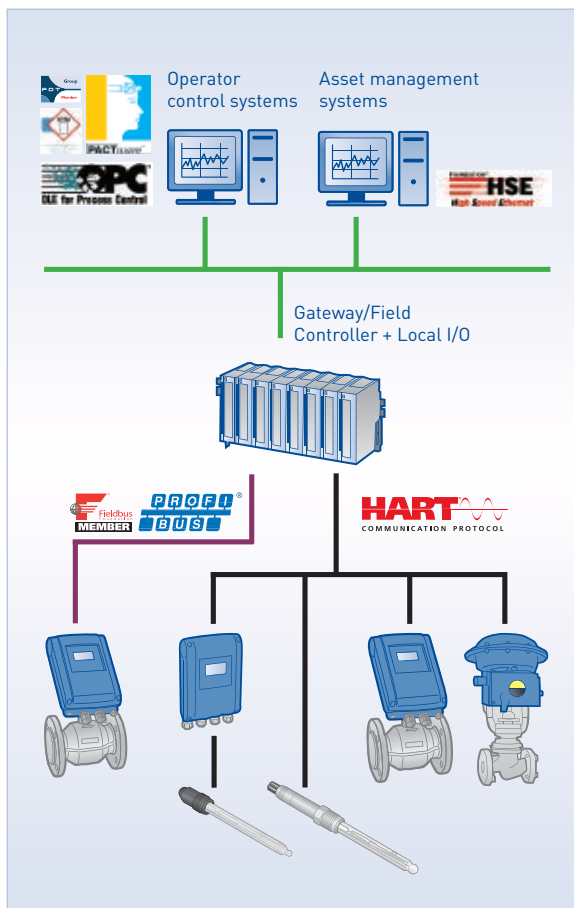 Operator
control systems
Asset management
systems
Group
FDT
Member
PACT
OPC
OLE for Process Control
HSE
High Speed Ethernet
Gateway/Field
Controller + Local I/O
Fieldbus
MEMBER
PROFI
BUS
®
HART
COMMUNICATION PROTOCOL